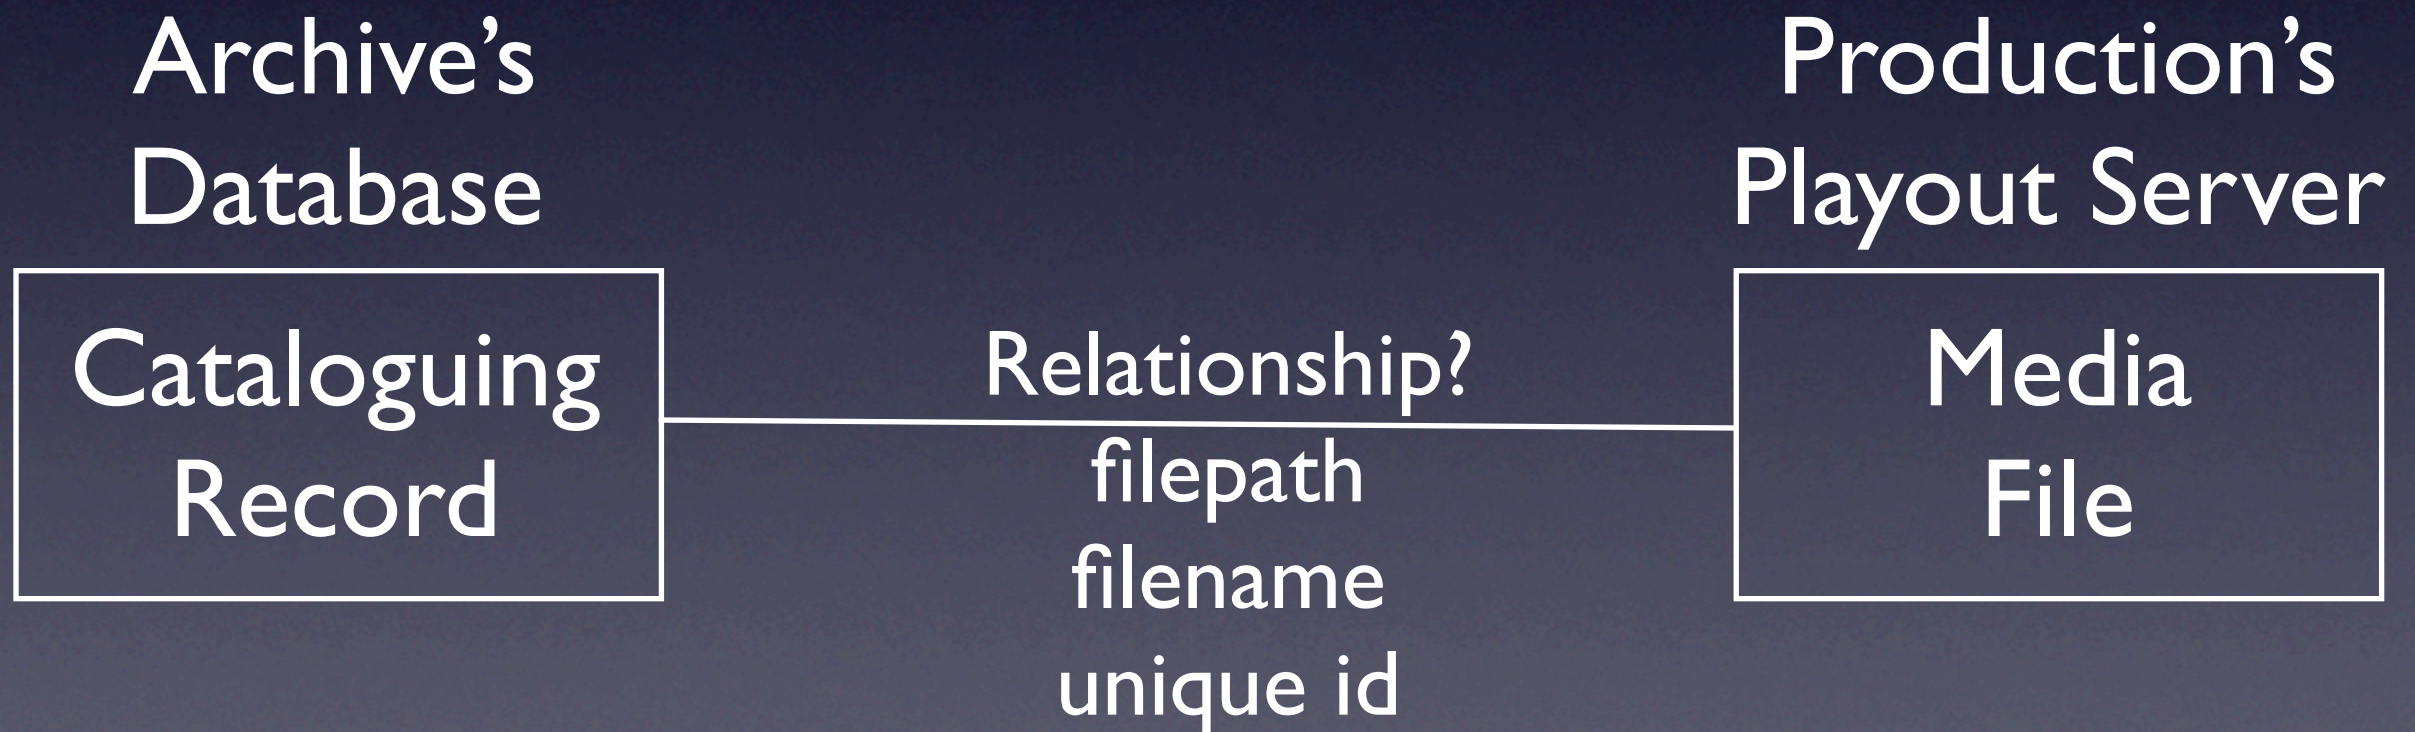 Archive’s
Database
Cataloguing
Record
Relationship?
filepath
filename
unique id
Production’s
Playout Server
Media
File